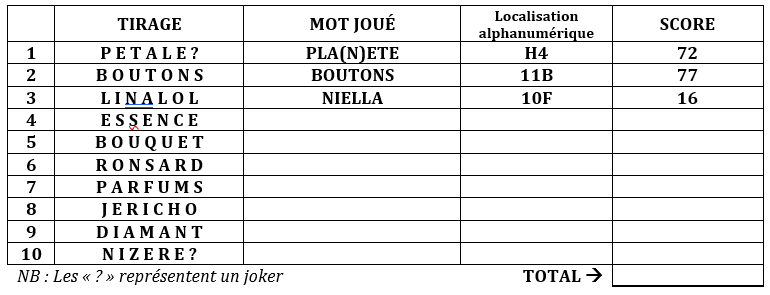 TIRAGE MOT JOUÉ Localisation alphanumérique SCORE
1 P E T A L E ? PLA(N)ETE H4 72
2 B O U T O N S BOUTONS 11B 77
3 L I N A L O L NIELLA 10F 16
4 E S S E N C E
5 B O U Q U E T
6 R O N S A R D
7 P A R F U M S
8 J E R I C H O
9 D I A M A N T
10 N I Z E R E ?
NB : Les « ? » représentent un joker TOTAL →